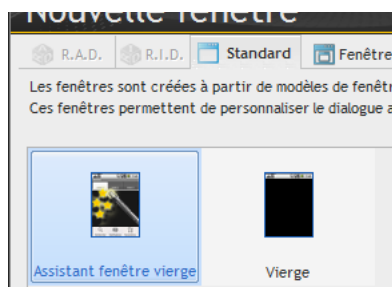 Nouvelle fenêtre
R.A.D. R.I.D. Standard Fenêtre
Les fenêtres sont créées à partir de modèles de fenêtr
Ces fenêtres permettent de personnaliser le dialogue a
Assistant fenêtre vierge Vierge